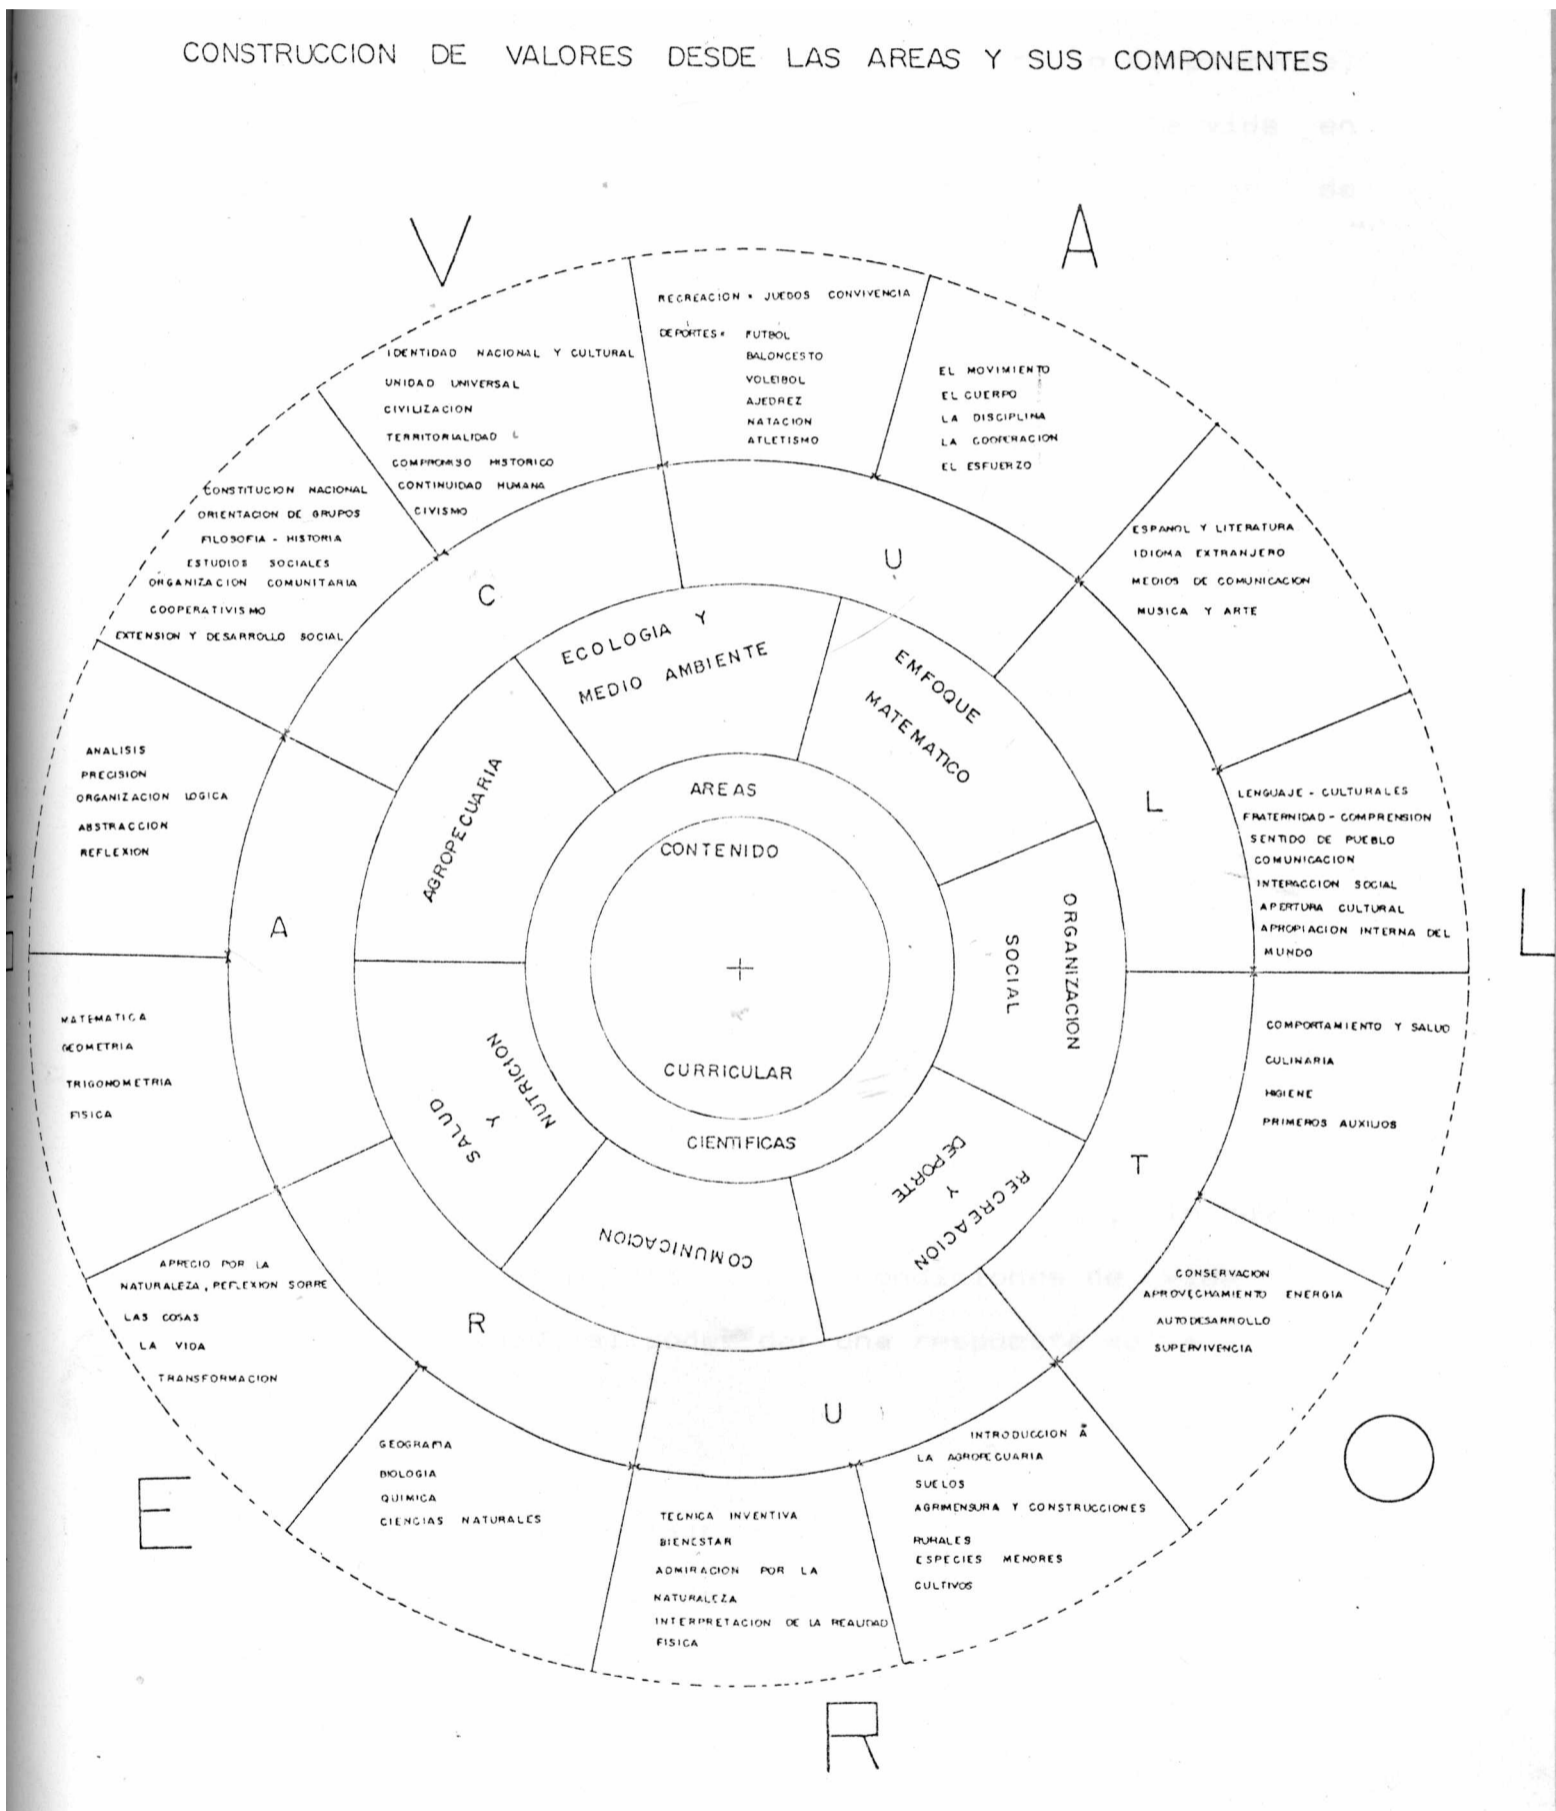 CONSTRUCCION DE VALORES DESDE LAS AREAS Y SUS COMPONENTES
V
A
L
O
R
E
RECREACION * JUEDOS CONVIVENCIA
DEPORTES * FUTBOL
BALONCESTO
VOLEIBOL
AJEDREZ
NATACION
ATLETISMO
EL MOVIMIENTO
EL CUERPO
LA DISCIPLINA
LA COOPERACION
EL ESFUERZO
ESPANOL Y LITERATURA
IDIOMA EXTRANJERO
MEDIOS DE COMUNICACION
MUSICA Y ARTE
LENGUAJE - CULTURALES
FRATERNIDAD - COMPRENSION
SENTIDO DE PUEBLO
COMUNICACION
INTERACCION SOCIAL
APERTURA CULTURAL
APROPIACION INTERNA DEL
MUNDO
COMPORTAMIENTO Y SALUD
CULINARIA
HIGIENE
PRIMEROS AUXILIOS
CONSERVACION
APROVECHAMIENTO ENERGIA
AUTODESARROLLO
SUPERVIVENCIA
INTRODUCCION A
LA AGROPECUARIA
SUELOS
AGRIMENSURA Y CONSTRUCCIONES
RURALES
ESPECIES MENORES
CULTIVOS
TECNICA INVENTIVA
BIENESTAR
ADMIRACION POR LA
NATURALEZA
INTERPRETACION DE LA REALIDAD
FISICA
GEOGRAFIA
BIOLOGIA
QUIMICA
CIENCIAS NATURALES
APRECIO POR LA
NATURALEZA, REFLEXION SOBRE
LAS COSAS
LA VIDA
TRANSFORMACION
MATEMATICA
GEOMETRIA
TRIGONOMETRIA
FISICA
ANALISIS
PRECISION
ORGANIZACION LOGICA
ABSTRACCION
REFLEXION
CONSTITUCION NACIONAL
ORIENTACION DE GRUPOS
FILOSOFIA - HISTORIA
ESTUDIOS SOCIALES
ORGANIZACION COMUNITARIA
COOPERATIVISMO
EXTENSION Y DESARROLLO SOCIAL
IDENTIDAD NACIONAL Y CULTURAL
UNIDAD UNIVERSAL
CIVILIZACION
TERRITORIALIDAD
COMPROMISO HISTORICO
CONTINUIDAD HUMANA
CIVISMO
C
U
L
T
U
R
A
ECOLOGIA Y
MEDIO AMBIENTE
EMFOQUE
MATEMATICO
ORGANIZACION
SOCIAL
RECREACION
Y
DEPORTE
COMUNICACION
NUTRICION
Y
SALUD
AGROPECUARIA
AREAS
CONTENIDO
CURRICULAR
CIENTIFICAS